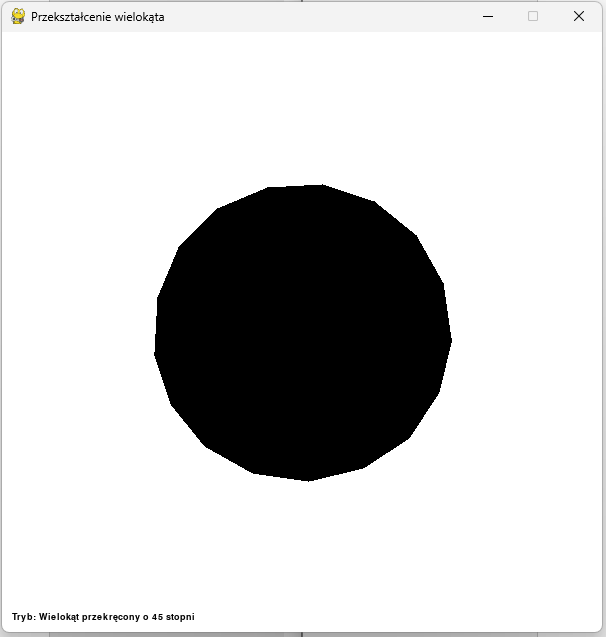 Przekształcenie wielokąta
Tryb: Wielokąt przekręcony o 45 stopni